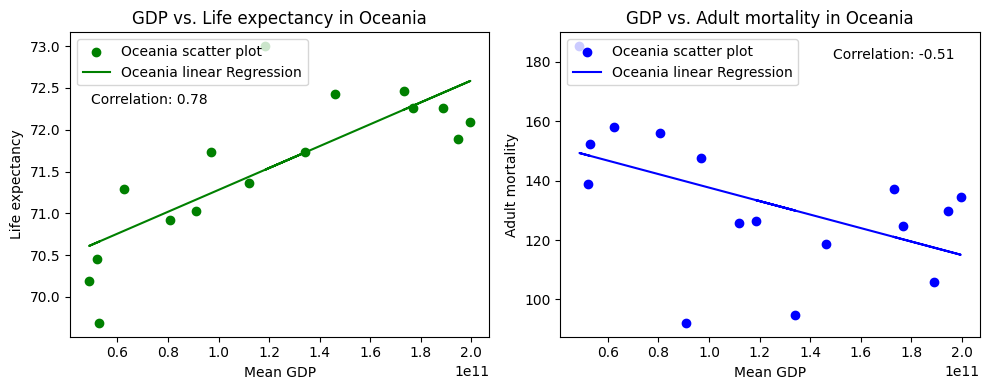 GDP vs. Life expectancy in Oceania
Oceania scatter plot
Oceania linear Regression
Correlation: 0.78
Life expectancy
73.0
72.5
72.0
71.5
71.0
70.5
70.0
0.6 0.8 1.0 1.2 1.4 1.6 1.8 2.0
1e11
Mean GDP
GDP vs. Adult mortality in Oceania
Oceania scatter plot
Oceania linear Regression
Correlation: -0.51
Adult mortality
180
160
140
120
100
0.6 0.8 1.0 1.2 1.4 1.6 1.8 2.0
1e11
Mean GDP